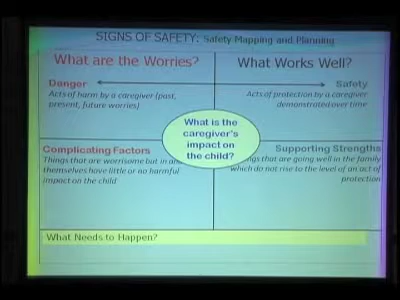 SIGNS OF SAFETY: Safety Mapping and Planning
What are the Worries?
What Works Well?
Danger
Acts of harm by a caregiver (past,
present, future worries)
Safety
Acts of protection by a caregiver
demonstrated over time
What is the
caregiver's
impact on
the child?
Complicating Factors
Things that are worrisome but in and
themselves have little or no harmful
impact on the child
Supporting Strengths
ngs that are going well in the family
which do not rise to the level of an act of
protection
What Needs to Happen?